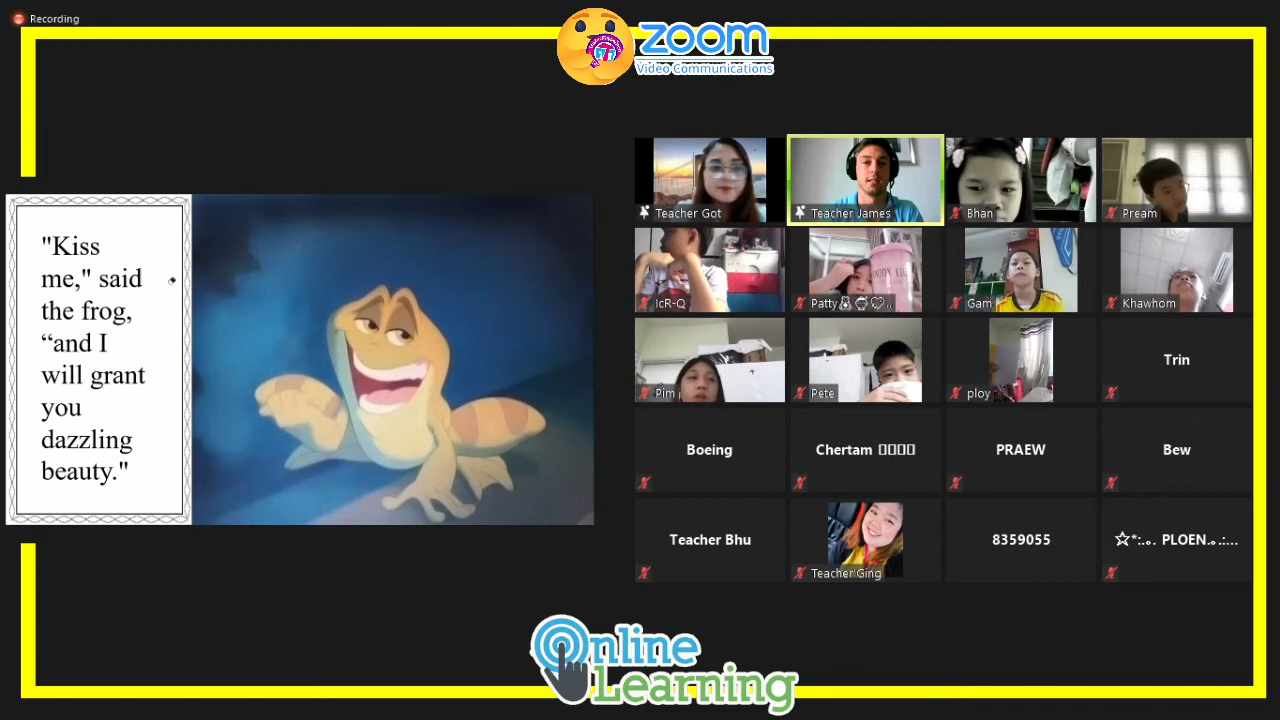 Recording
zoom
Video Communications
"Kiss
me," said
the frog,
“and I
will grant
you
dazzling
beauty."
Teacher Got
Teacher James
Bhan
Pream
IcR-Q
Patty
Gam
Khawhom
Pim
Pete
ploy
Trin
Boeing
Chertam
PRAEW
Bew
Teacher Bhu
Teacher Ging
8359055
☆*:.｡. PLOEN.｡.:...
Online
Learning